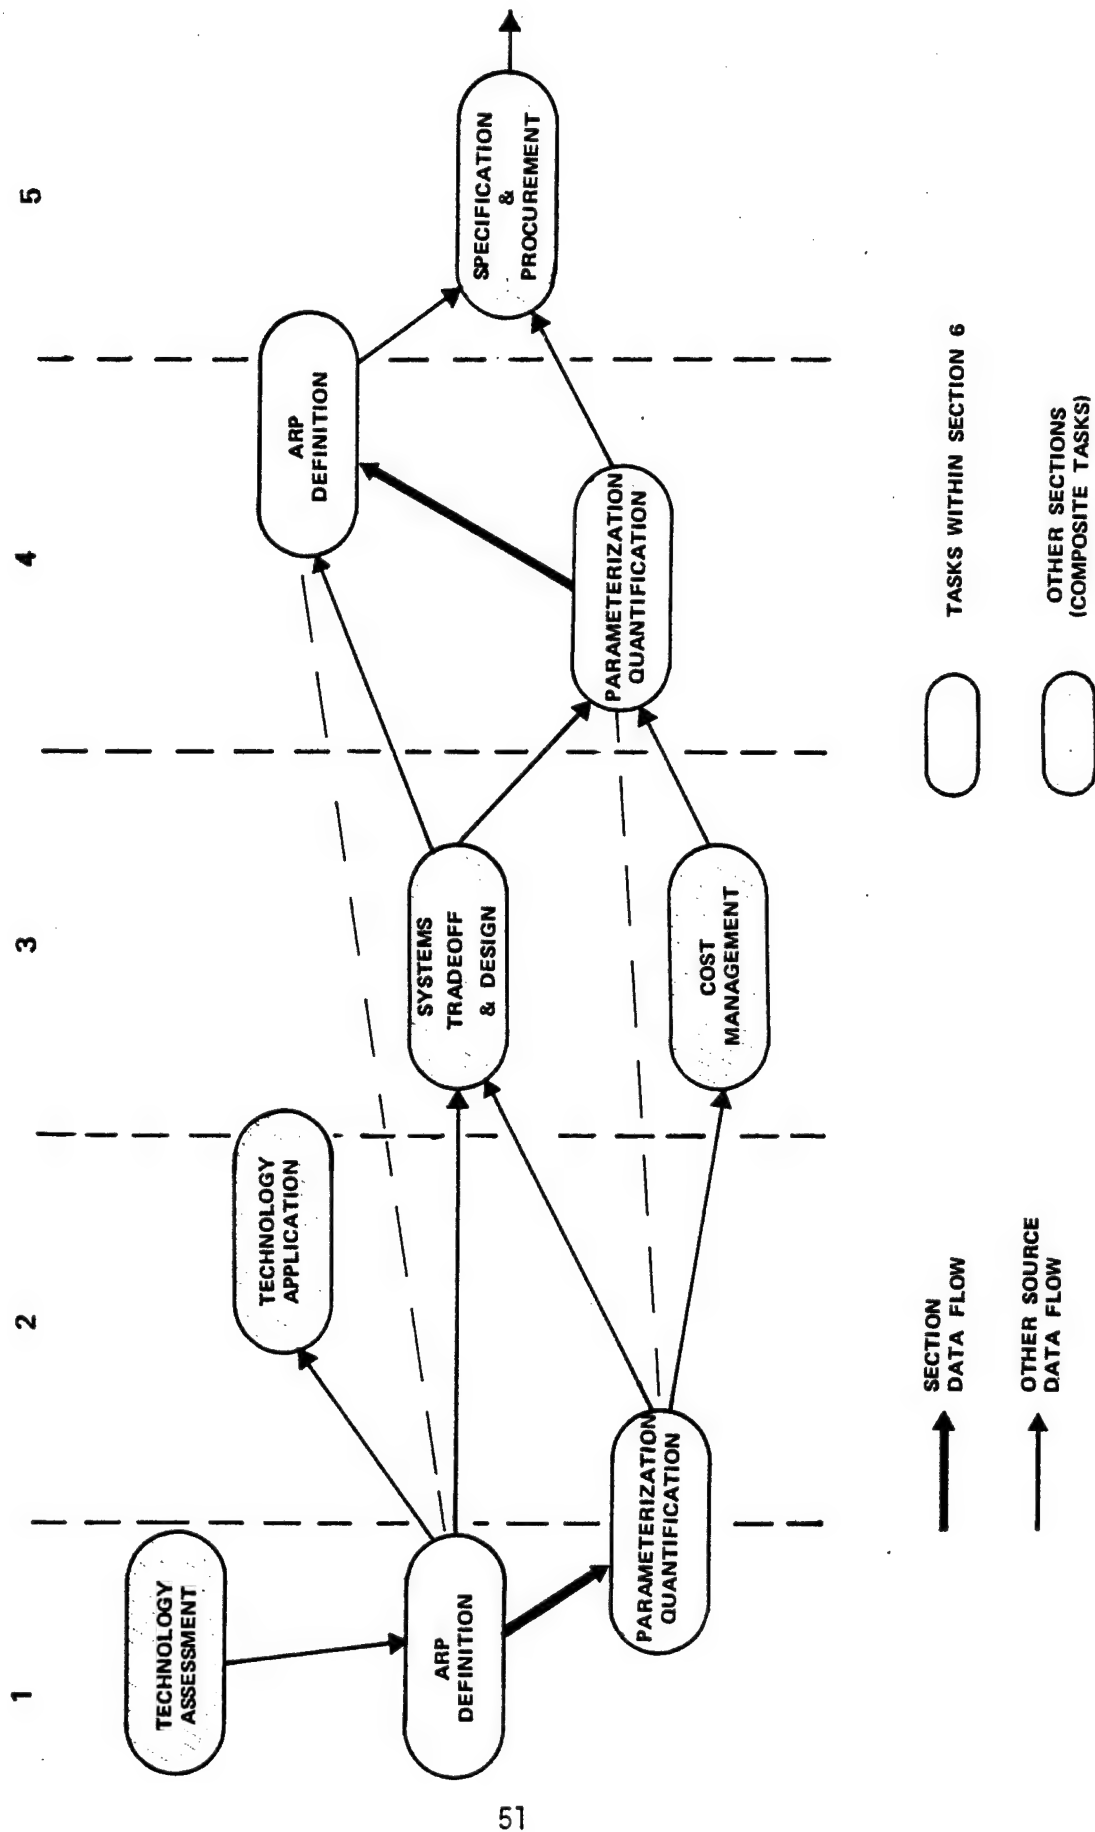 1
2
3
4
5
TECHNOLOGY
ASSESSMENT
ARP
DEFINITION
PARAMETERIZATION
QUANTIFICATION
TECHNOLOGY
APPLICATION
SYSTEMS
TRADEOFF
& DESIGN
COST
MANAGEMENT
ARP
DEFINITION
PARAMETERIZATION
QUANTIFICATION
SPECIFICATION
&
PROCUREMENT
SECTION
DATA FLOW
OTHER SOURCE
DATA FLOW
TASKS WITHIN SECTION 6
OTHER SECTIONS
(COMPOSITE TASKS)
51